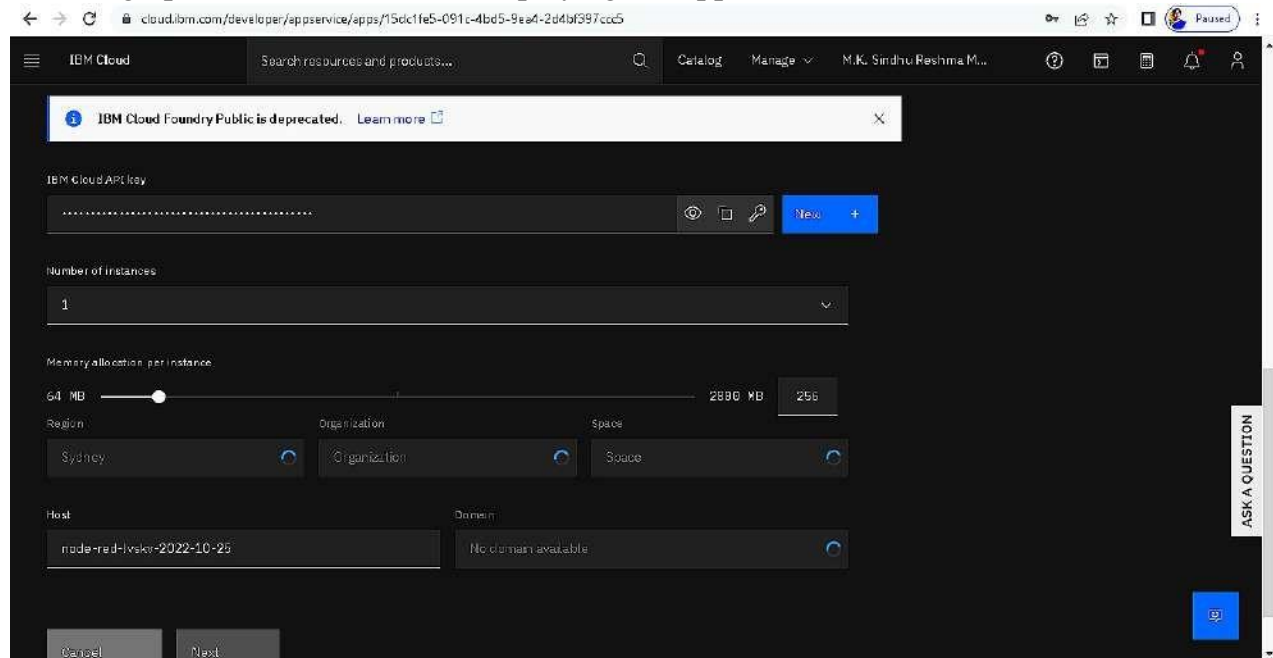 cloud.ibm.com/developer/appservice/apps/15dc1fe5-091c-4bd5-9ea4-2d4bf397ccc5 Paused
IBM Cloud Search resources and products... Catalog Manage M.K. Sindhu Reshma M...
IBM Cloud Foundry Public is deprecated. Learn more
IBM Cloud API key
New +
Number of instances
1
Memory allocation per instance
64 MB MB 256
Region Organization Space
Sydney Organization Space
ASK A QUESTION
Host Domain
node-red-lvskv-2022-10-25 No domain available
Cancel Next